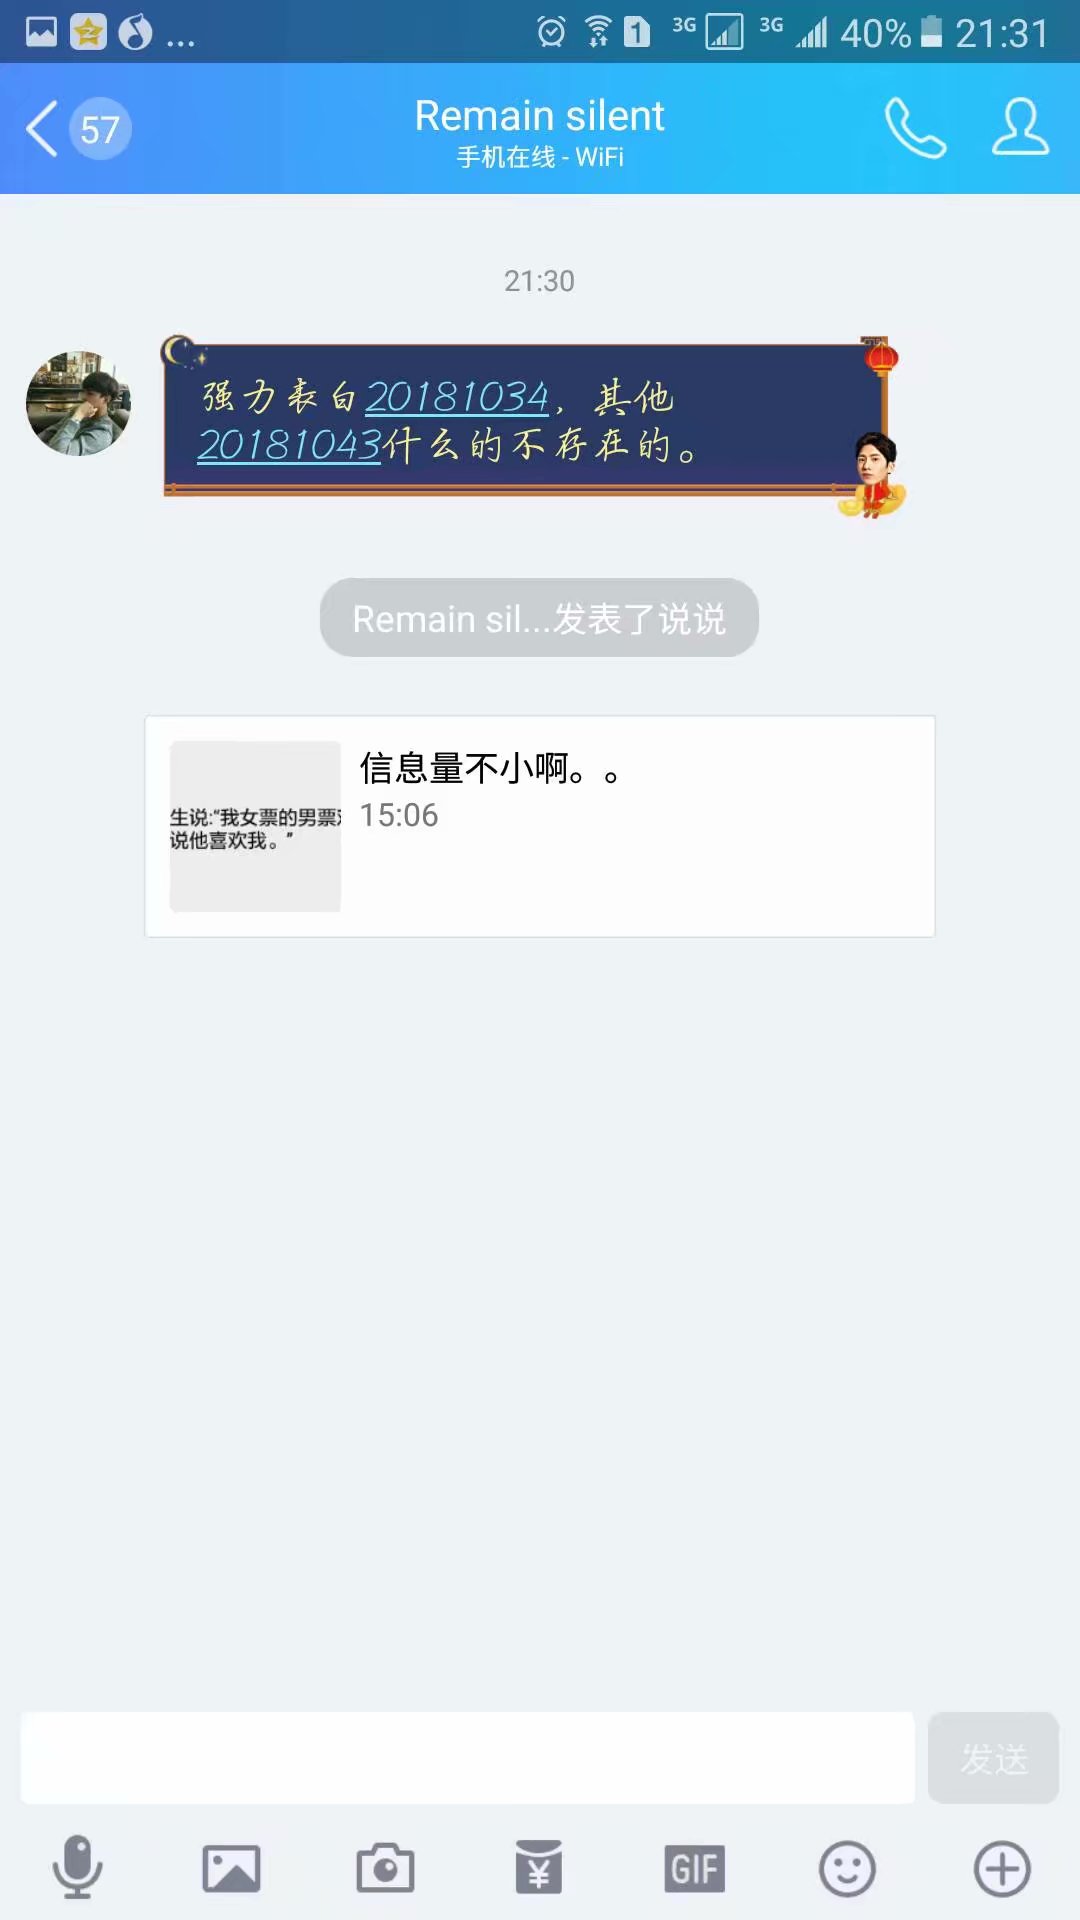 1 3G 3G 40% 21:31
57
Remain silent
手机在线 - WiFi
21:30
强力表白20181034，其他
20181043什么的不存在的。
Remain sil...发表了说说
生说:“我女票的男票
说他喜欢我。”
信息量不小啊。。
15:06
发送
GIF